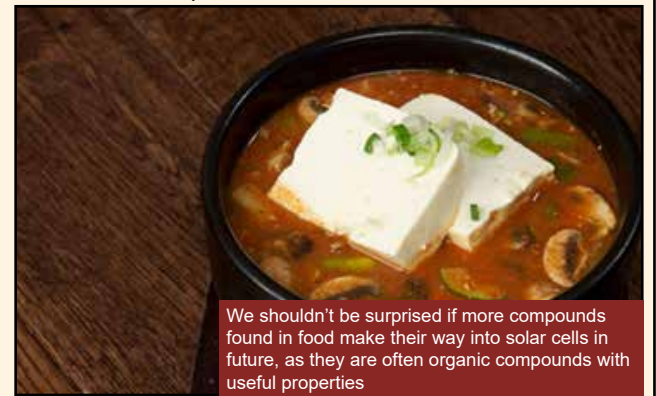 We shouldn’t be surprised if more compounds
found in food make their way into solar cells in
future, as they are often organic compounds with
useful properties